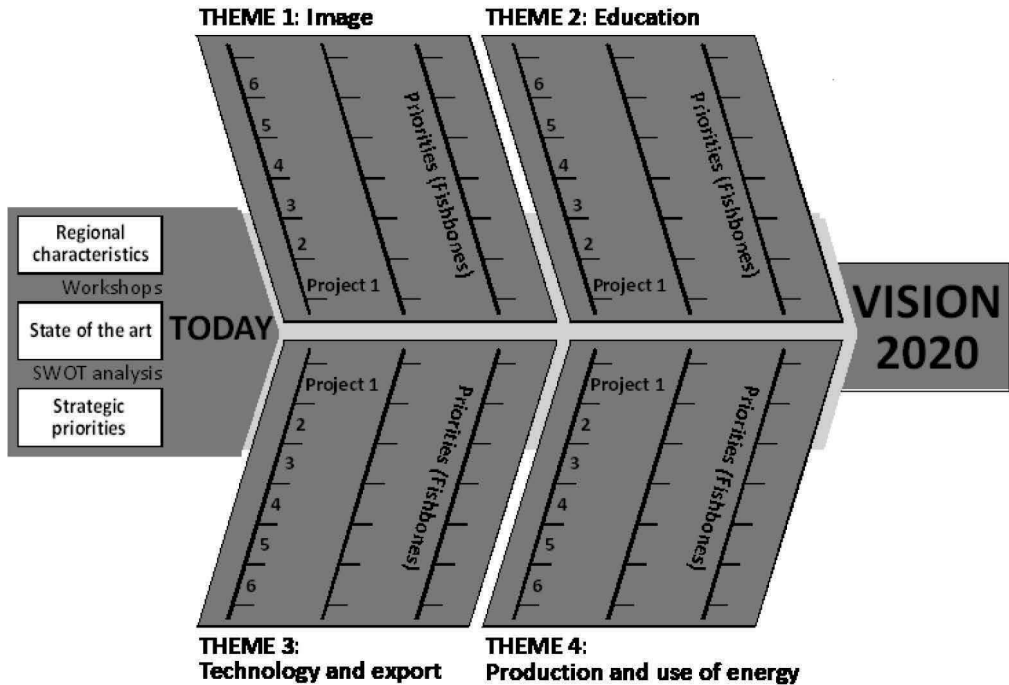 THEME 1: Image
THEME 2: Education
6
5
4
3
2
Project 1
Priorities (Fishbones)
6
5
4
3
2
Project 1
Priorities (Fishbones)
Regional
characteristics
Workshops
State of the art
SWOT analysis
Strategic
priorities
TODAY
VISION
2020
Project 1
2
3
4
5
6
Priorities (Fishbones)
Project 1
2
3
4
5
6
Priorities (Fishbones)
THEME 3:
Technology and export
THEME 4:
Production and use of energy